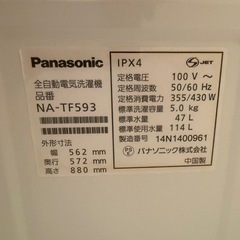 Panasonic
全自動電気洗濯機
品番
NA-TF593
外形寸法
幅 562 mm
奥行 572 mm
高さ 880 mm
IPX4
JET
定格電圧 100 V～
定格周波数 50/60 Hz
定格消費電力 355/430 W
標準洗濯容量 5.0 kg
標準水量 47 L
標準使用水量 114 L
製造番号 14N1400961
パナソニック株式会社
中国製